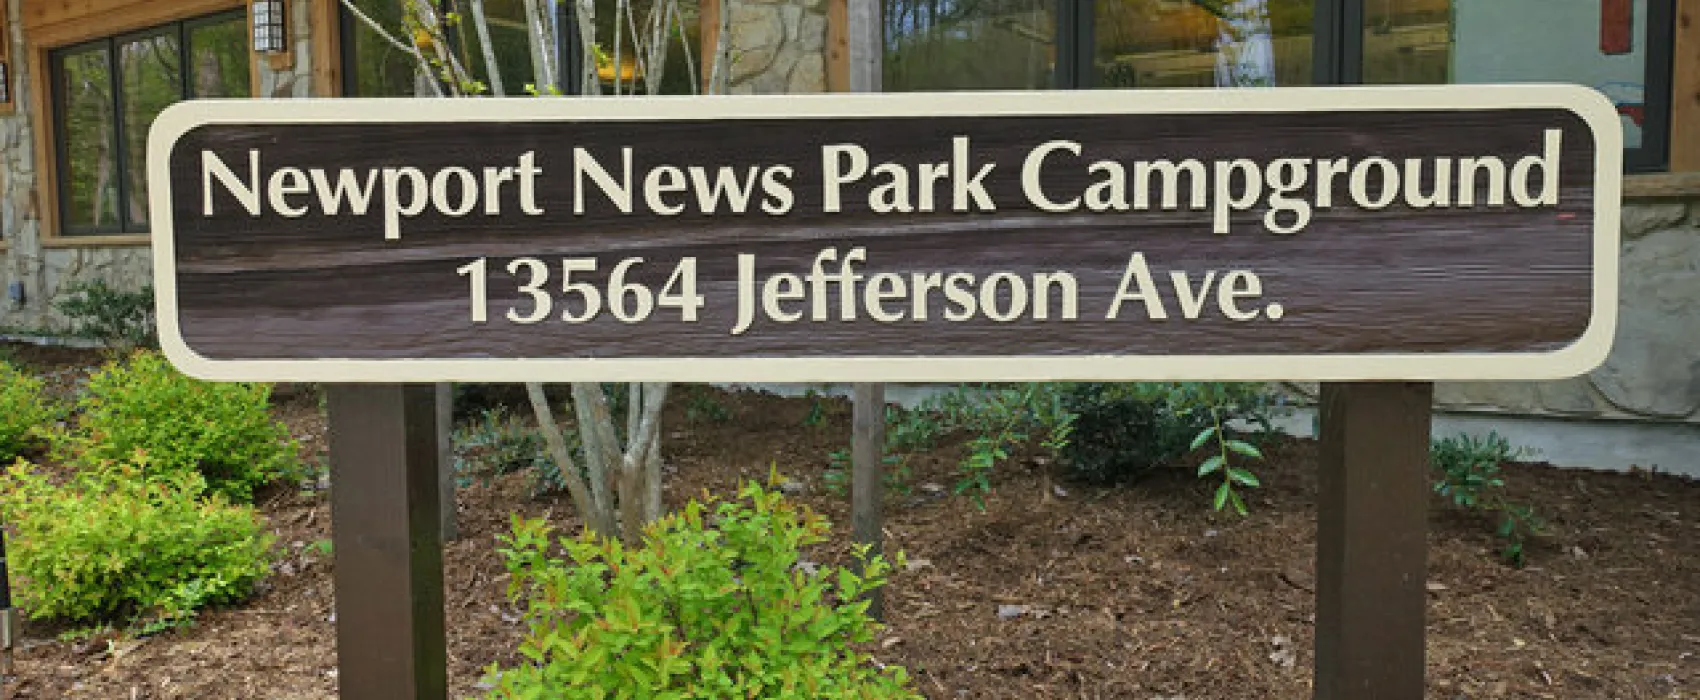 Newport News Park Campground
13564 Jefferson Ave.